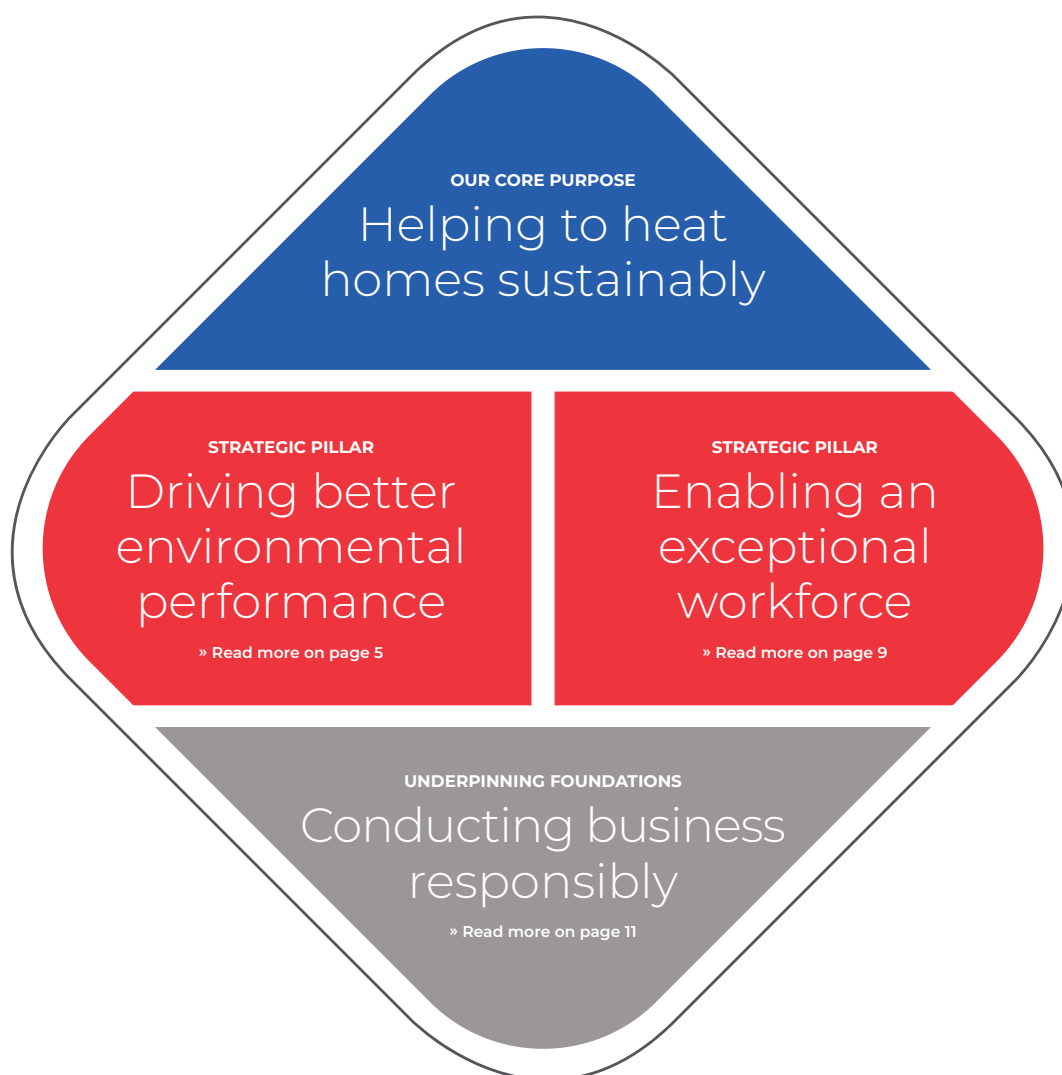 OUR CORE PURPOSE
Helping to heat
homes sustainably
STRATEGIC PILLAR
Driving better
environmental
performance
» Read more on page 5
STRATEGIC PILLAR
Enabling an
exceptional
workforce
» Read more on page 9
UNDERPINNING FOUNDATIONS
Conducting business
responsibly
» Read more on page 11